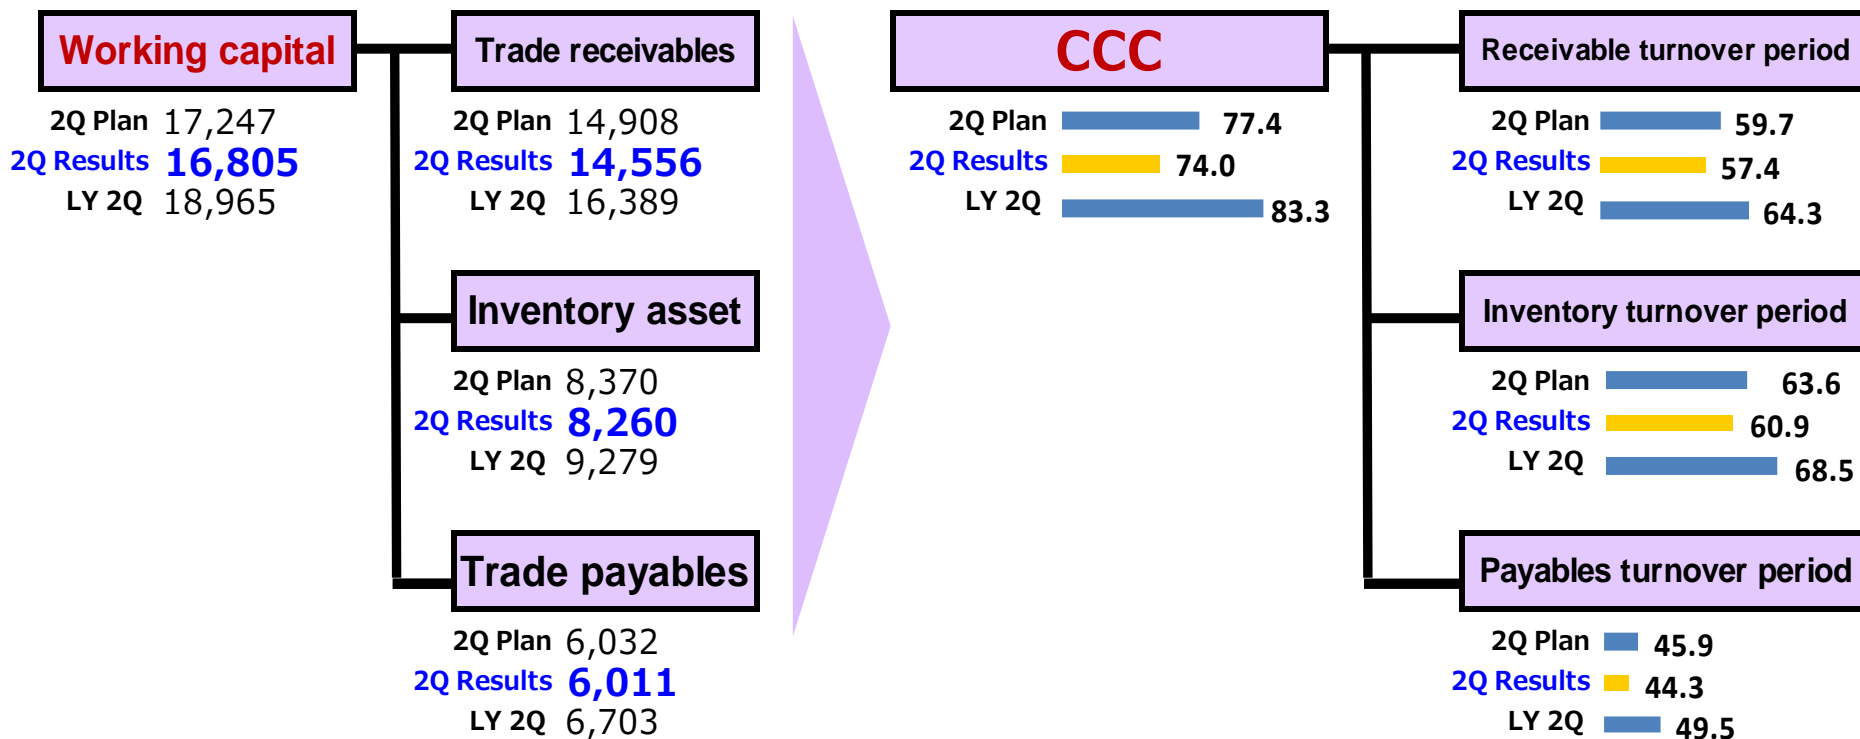 Working capital
2Q Plan 17,247
2Q Results 16,805
LY 2Q 18,965
Trade receivables
2Q Plan 14,908
2Q Results 14,556
LY 2Q 16,389
Inventory asset
2Q Plan 8,370
2Q Results 8,260
LY 2Q 9,279
Trade payables
2Q Plan 6,032
2Q Results 6,011
LY 2Q 6,703
CCC
2Q Plan 77.4
2Q Results 74.0
LY 2Q 83.3
Receivable turnover period
2Q Plan 59.7
2Q Results 57.4
LY 2Q 64.3
Inventory turnover period
2Q Plan 63.6
2Q Results 60.9
LY 2Q 68.5
Payables turnover period
2Q Plan 45.9
2Q Results 44.3
LY 2Q 49.5